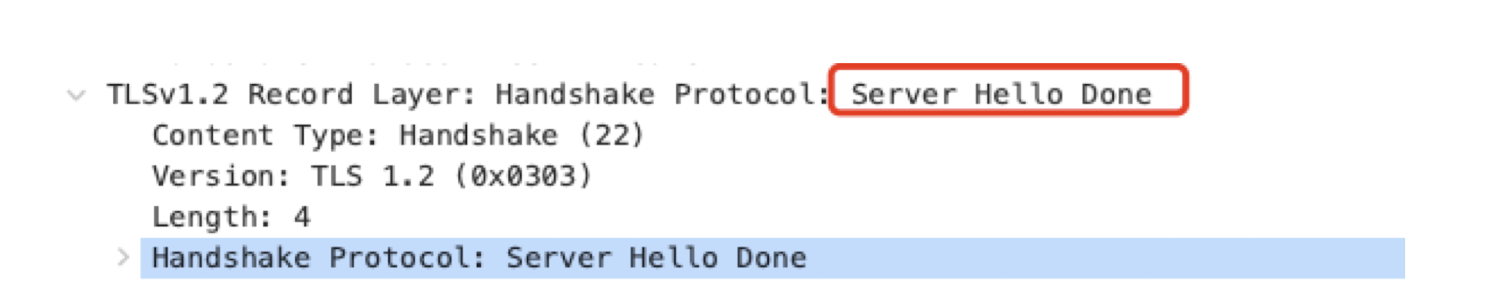 TLSv1.2 Record Layer: Handshake Protocol: Server Hello Done
Content Type: Handshake (22)
Version: TLS 1.2 (0x0303)
Length: 4
Handshake Protocol: Server Hello Done